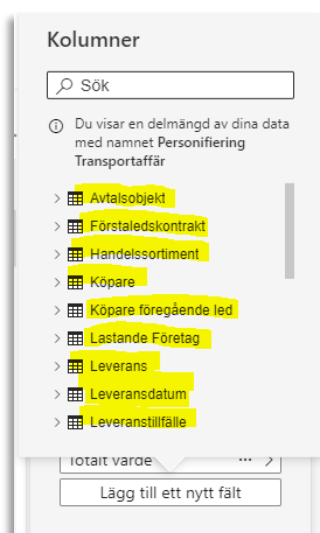 Kolumner
Sök
Du visar en delmängd av dina data
med namnet Personifiering
Transportaffär
Avtalsobjekt
Förstaledskontrakt
Handelssortiment
Köpare
Köpare föregående led
Lastande Företag
Leverans
Leveransdatum
Leveranstillfälle
Totalt värde
Lägg till ett nytt fält